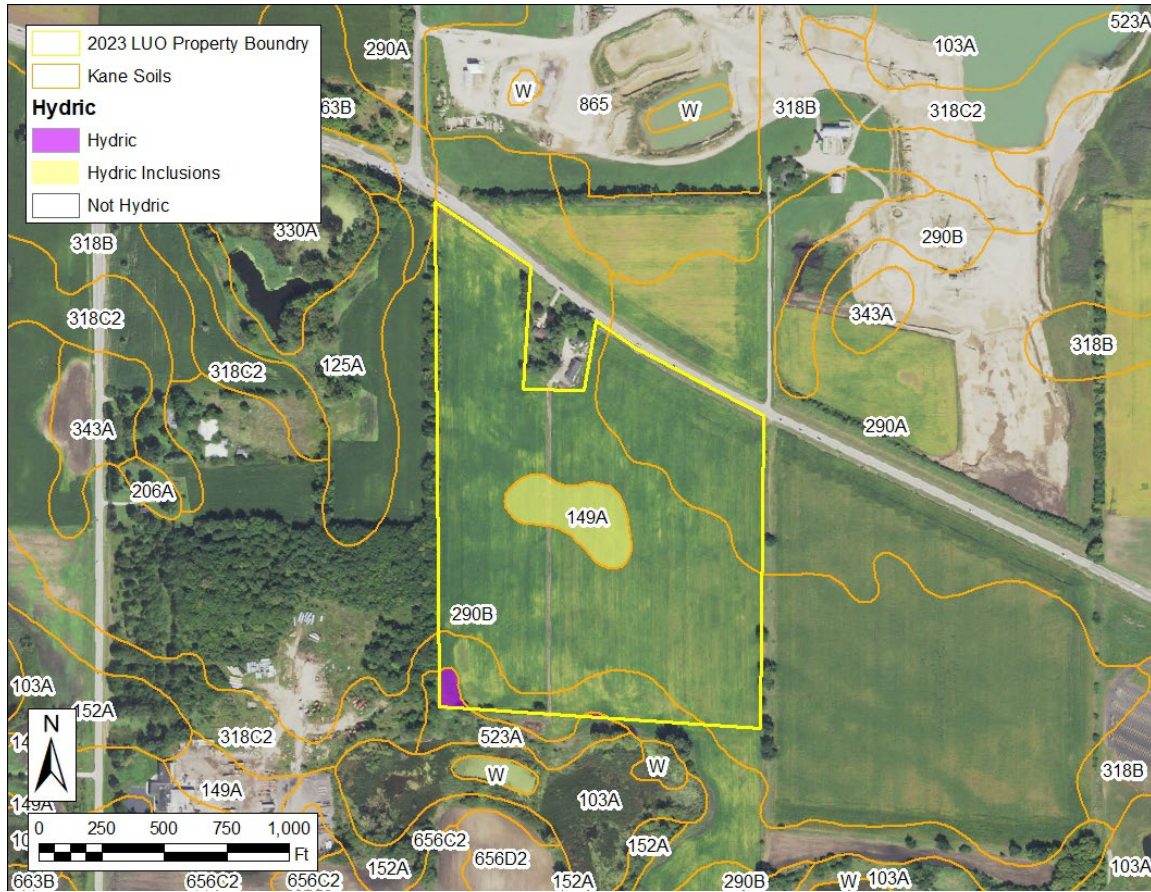 2023 LUO Property Boundry
Kane Soils
Hydric
Hydric
Hydric Inclusions
Not Hydric
290A
63B
W
865
W
318B
103A
523A
318C2
318B
330A
290B
318C2
343A
318B
318C2
125A
343A
290A
206A
149A
290B
103A
152A
318C2
523A
W
W
318B
149A
149A
103A
656C2
152A
656D2
152A
663B
656C2
656C2
152A
290B
W
103A
103A
N
0 250 500 750 1,000
Ft